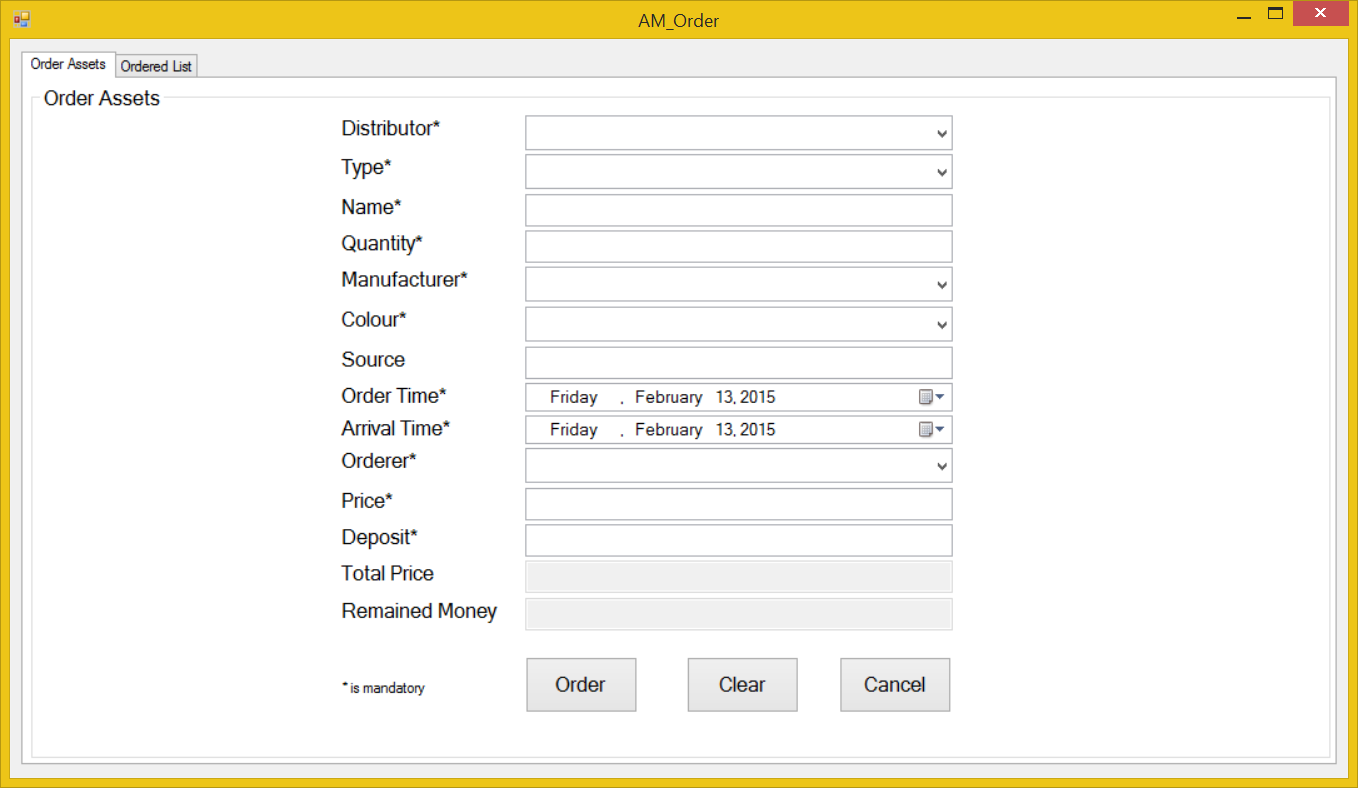 AM_Order
Order Assets
Ordered List
Order Assets
Distributor*
Type*
Name*
Quantity*
Manufacturer*
Colour*
Source
Order Time* Friday , February 13, 2015
Arrival Time* Friday , February 13, 2015
Orderer*
Price*
Deposit*
Total Price
Remained Money
* is mandatory
Order
Clear
Cancel